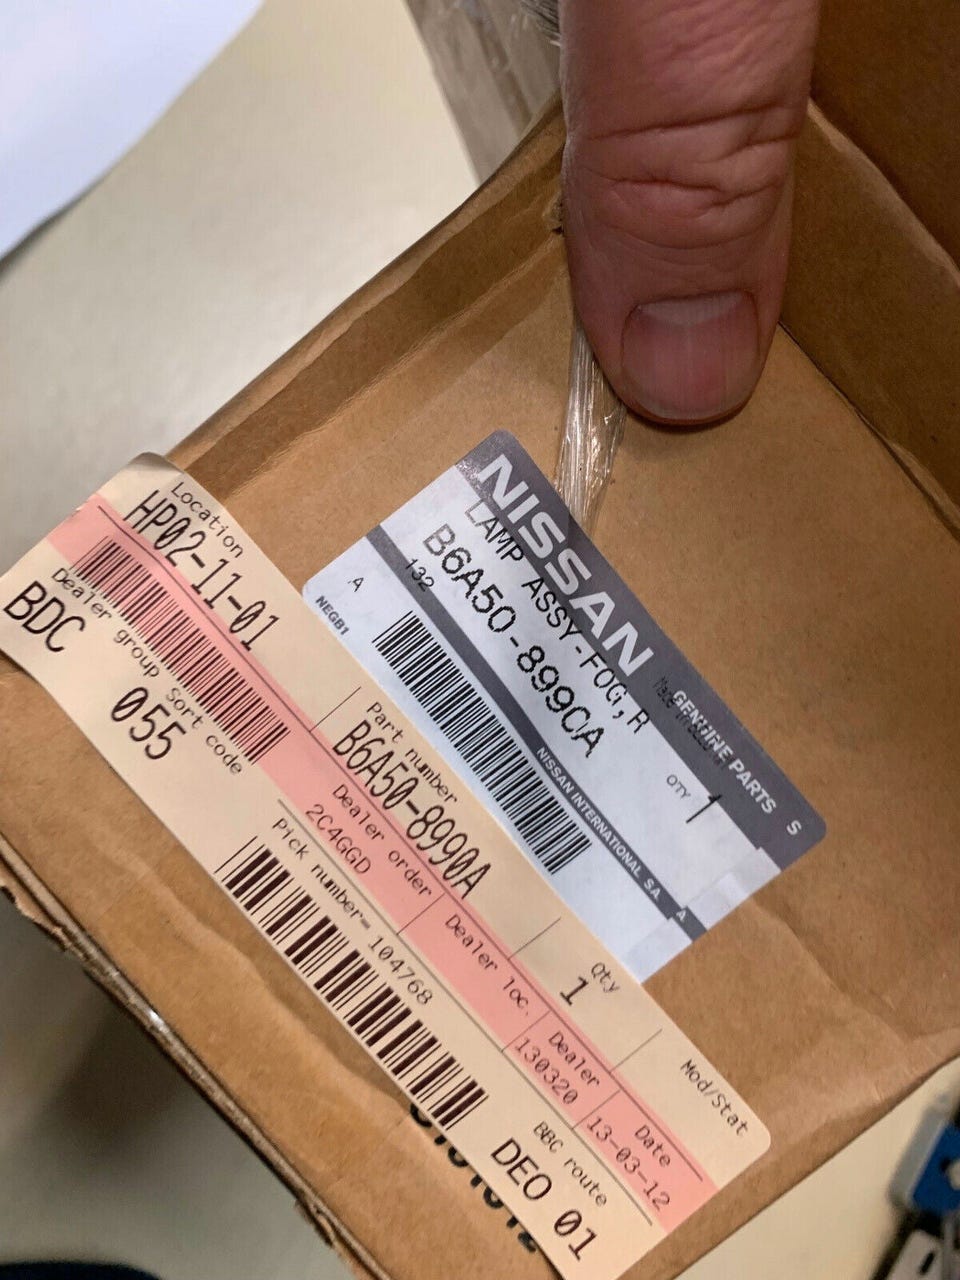 NISSAN
GENUINE PARTS S
LAMP ASSY-FOG,R
B6A50-899CA
132
QTY 1
A
NEGB1
NISSAN INTERNATIONAL S.A. A
Location
HP02-11-01
Dealer group Sort code
BDC 055
Part number
B6A50-8990A
Qty
1
Mod/Stat
Dealer order
2C4GGD
Dealer loc.
Dealer
130320
Date
13-03-12
Pick number= 104768
BBC route
DEO 01